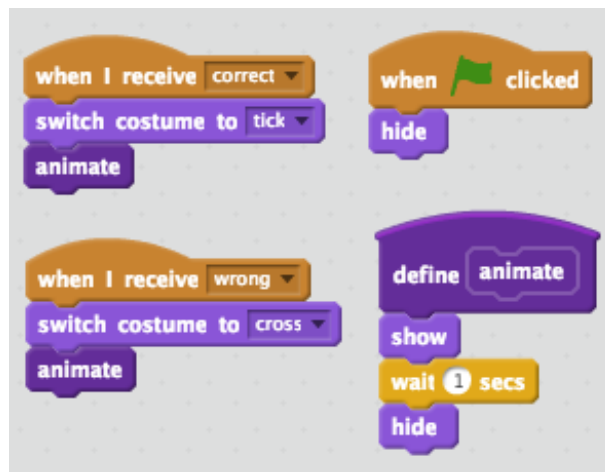 when I receive correct
switch costume to tick
animate
when clicked
hide
when I receive wrong
switch costume to cross
animate
define animate
show
wait 1 secs
hide